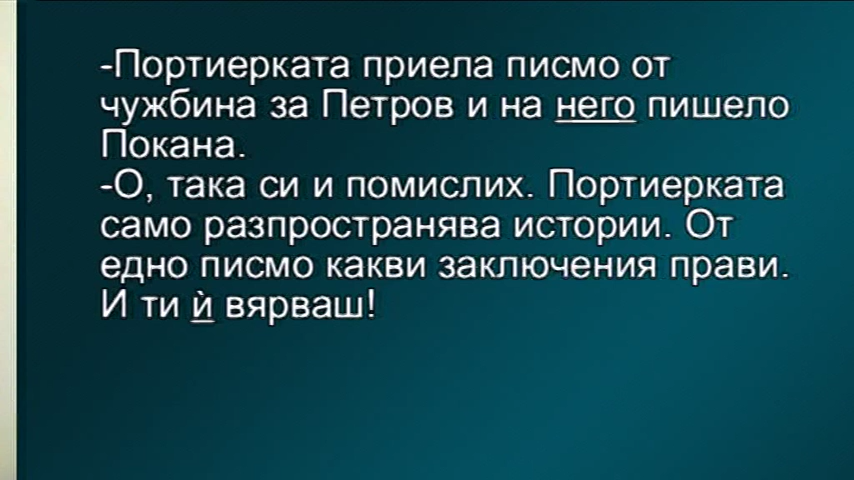 -Портиерката приела писмо от
чужбина за Петров и на него пишело
Покана.
-О, така си и помислих. Портиерката
само разпространява истории. От
едно писмо какви заключения прави.
И ти ѝ вярваш!